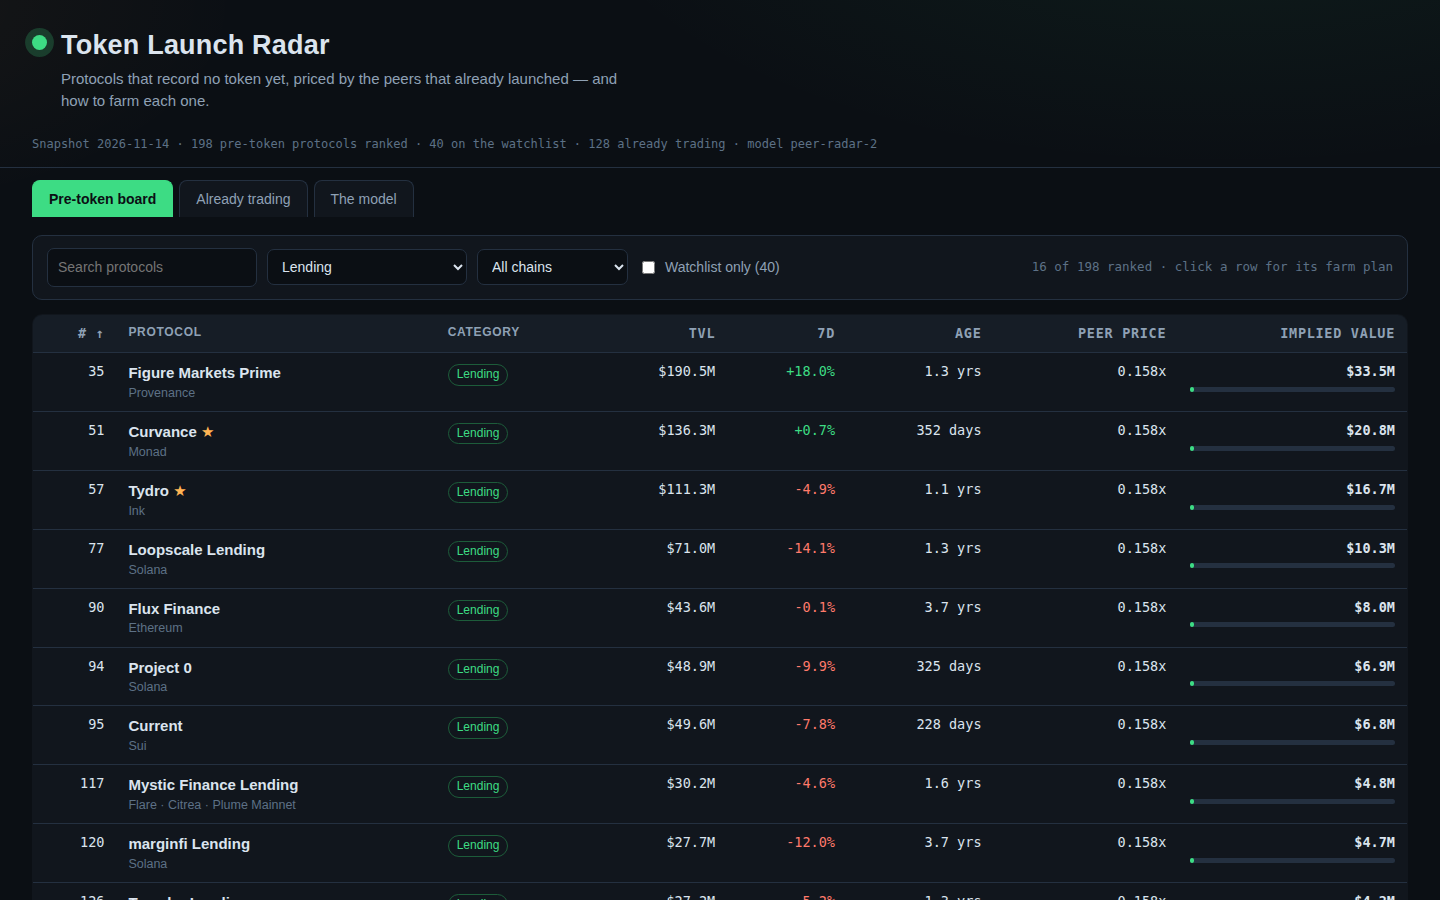 Token Launch Radar
Protocols that record no token yet, priced by the peers that already launched — and
how to farm each one.
Snapshot 2026-11-14 · 198 pre-token protocols ranked · 40 on the watchlist · 128 already trading · model peer-radar-2
Pre-token board Already trading The model
Search protocols Lending All chains Watchlist only (40) 16 of 198 ranked · click a row for its farm plan
# ↑ PROTOCOL CATEGORY TVL 7D AGE PEER PRICE IMPLIED VALUE
35 Figure Markets Prime Lending $190.5M +18.0% 1.3 yrs 0.158x $33.5M
Provenance
51 Curvance ★ Lending $136.3M +0.7% 352 days 0.158x $20.8M
Monad
57 Tydro ★ Lending $111.3M -4.9% 1.1 yrs 0.158x $16.7M
Ink
77 Loopscale Lending Lending $71.0M -14.1% 1.3 yrs 0.158x $10.3M
Solana
90 Flux Finance Lending $43.6M -0.1% 3.7 yrs 0.158x $8.0M
Ethereum
94 Project 0 Lending $48.9M -9.9% 325 days 0.158x $6.9M
Solana
95 Current Lending $49.6M -7.8% 228 days 0.158x $6.8M
Sui
117 Mystic Finance Lending Lending $30.2M -4.6% 1.6 yrs 0.158x $4.8M
Flare · Citrea · Plume Mainnet
120 marginfi Lending Lending $27.7M -12.0% 3.7 yrs 0.158x $4.7M
Solana